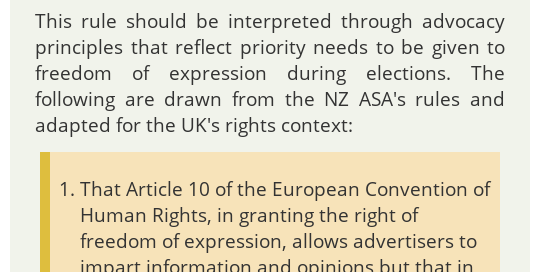 This rule should be interpreted through advocacy
principles that reflect priority needs to be given to
freedom of expression during elections. The
following are drawn from the NZ ASA's rules and
adapted for the UK's rights context:
1. That Article 10 of the European Convention of
Human Rights, in granting the right of
freedom of expression, allows advertisers to
impart information and opinions but that in